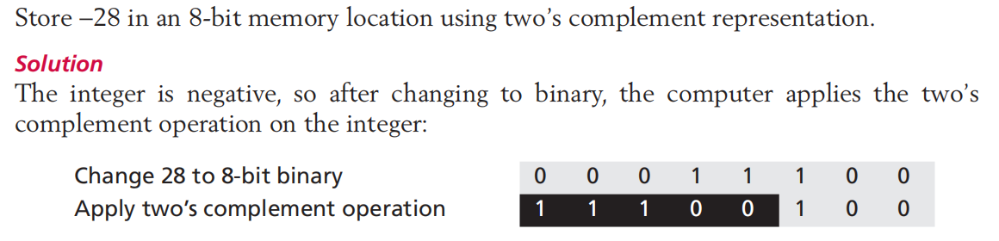 Store –28 in an 8-bit memory location using two’s complement representation.
Solution
The integer is negative, so after changing to binary, the computer applies the two’s
complement operation on the integer:
Change 28 to 8-bit binary 0 0 0 1 1 1 0 0
Apply two’s complement operation 1 1 1 0 0 1 0 0